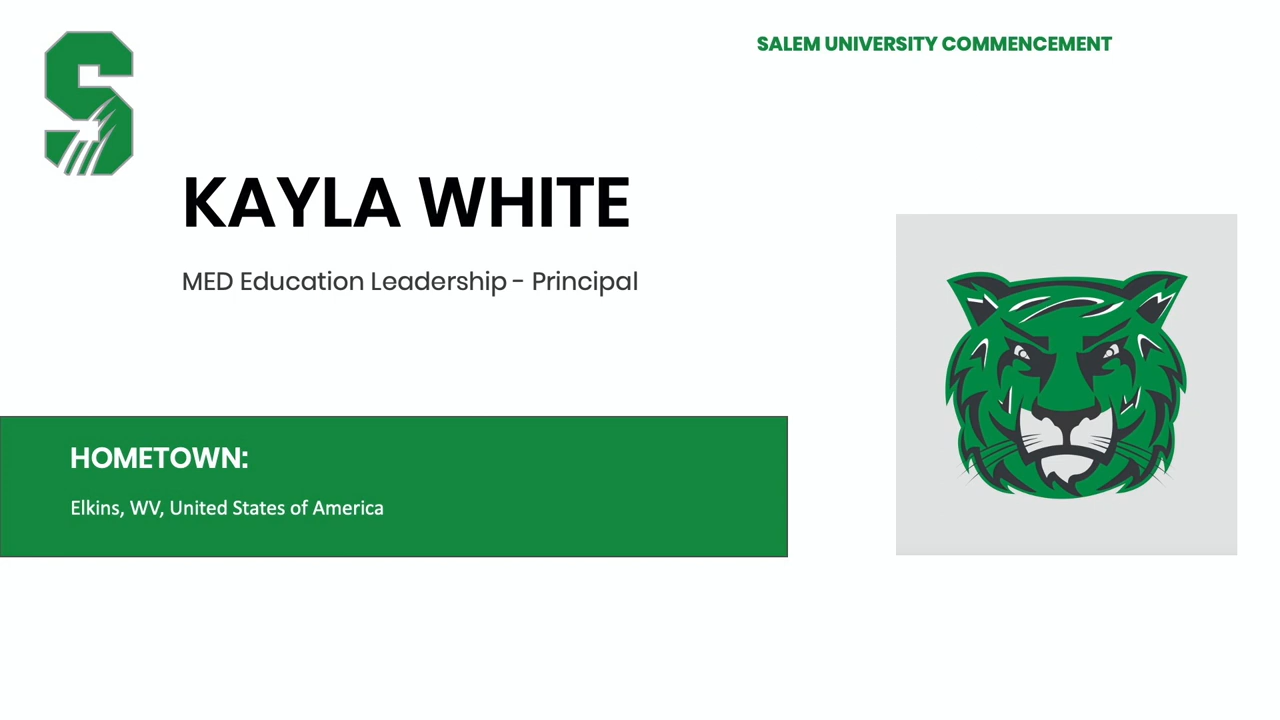 SALEM UNIVERSITY COMMENCEMENT
S
KAYLA WHITE
MED Education Leadership - Principal
HOMETOWN:
Elkins, WV, United States of America